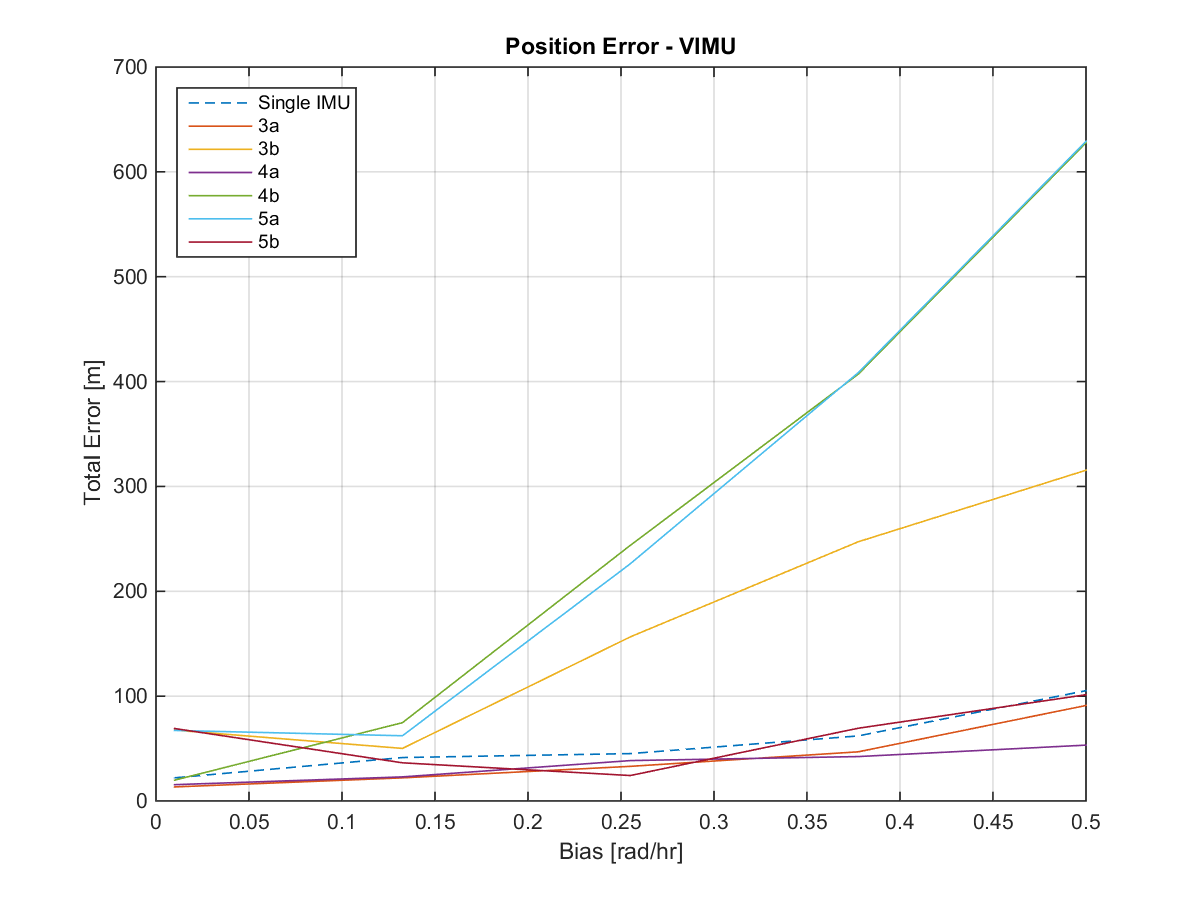 Position Error - VIMU
700
600
500
400
300
200
100
0
Total Error [m]
Single IMU
3a
3b
4a
4b
5a
5b
0
0.05
0.1
0.15
0.2
0.25
0.3
0.35
0.4
0.45
0.5
Bias [rad/hr]